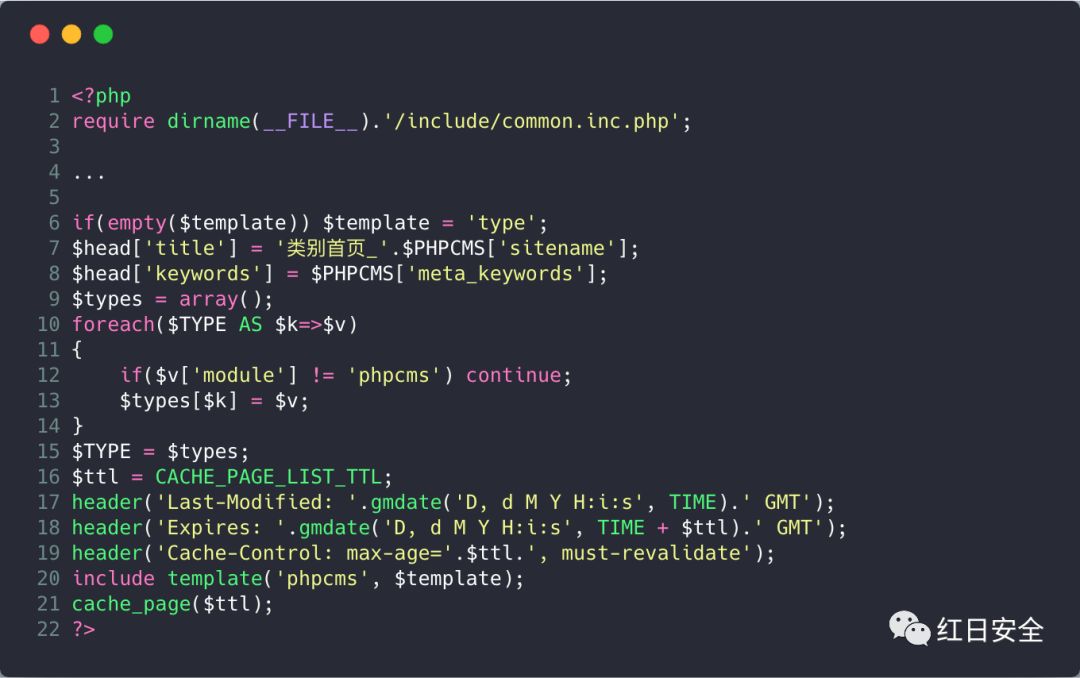 1 <?php
2 require dirname(__FILE__).'/include/common.inc.php';
3
4 ...
5
6 if(empty($template)) $template = 'type';
7 $head['title'] = '类别首页_'.$PHPCMS['sitename'];
8 $head['keywords'] = $PHPCMS['meta_keywords'];
9 $types = array();
10 foreach($TYPE AS $k=>$v)
11 {
12     if($v['module'] != 'phpcms') continue;
13     $types[$k] = $v;
14 }
15 $TYPE = $types;
16 $ttl = CACHE_PAGE_LIST_TTL;
17 header('Last-Modified: '.gmdate('D, d M Y H:i:s', TIME).' GMT');
18 header('Expires: '.gmdate('D, d M Y H:i:s', TIME + $ttl).' GMT');
19 header('Cache-Control: max-age='.$ttl.', must-revalidate');
20 include template('phpcms', $template);
21 cache_page($ttl);
22 ?>
红日安全